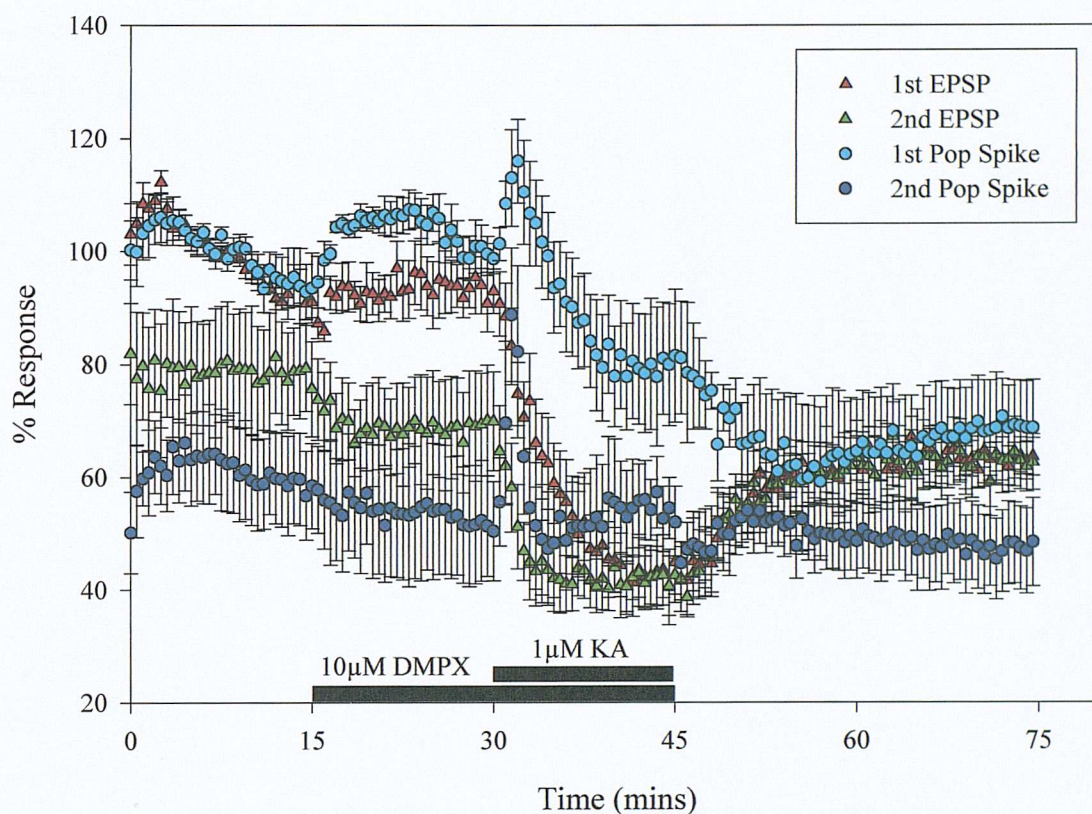 140
120
100
80
60
40
20
% Response
1st EPSP
2nd EPSP
1st Pop Spike
2nd Pop Spike
10µM DMPX
1µM KA
0
15
30
45
60
75
Time (mins)